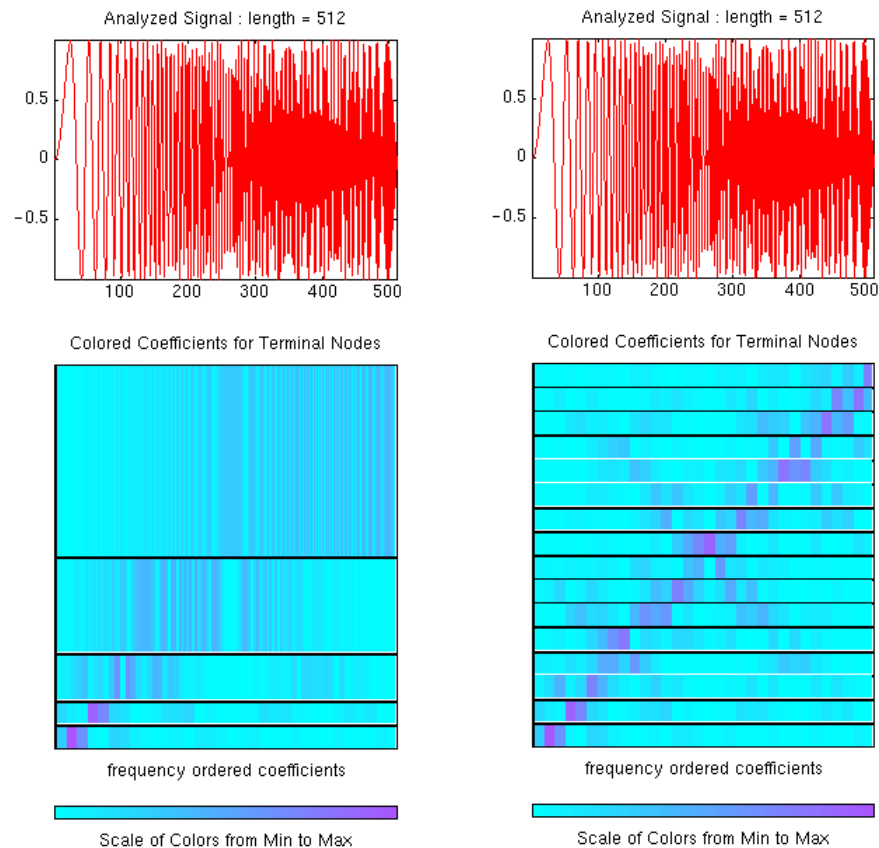 Analyzed Signal : length = 512
0.5
0
−0.5
100 200 300 400 500
Colored Coefficients for Terminal Nodes
frequency ordered coefficients
Scale of Colors from Min to Max
Analyzed Signal : length = 512
0.5
0
−0.5
100 200 300 400 500
Colored Coefficients for Terminal Nodes
frequency ordered coefficients
Scale of Colors from Min to Max